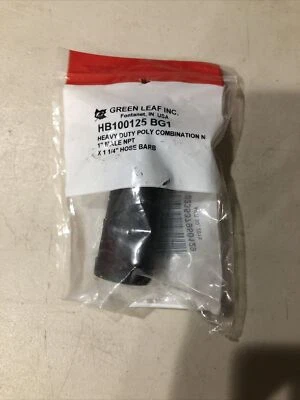 GREEN LEAF INC.
Fontanet, IN USA
HB100125 BG1
HEAVY DUTY POLY COMBINATION N
1" MALE NPT
X 1 1/4" HOSE BARB